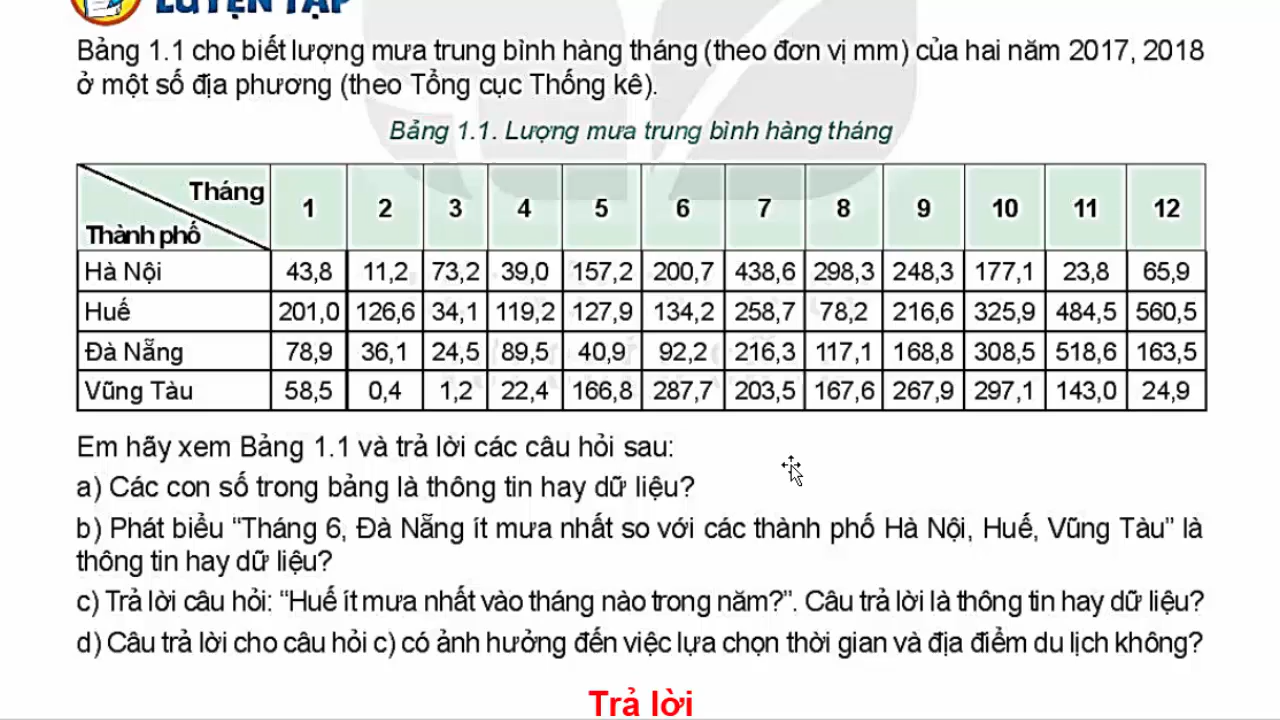 LUYỆN TẬP
Bảng 1.1 cho biết lượng mưa trung bình hàng tháng (theo đơn vị mm) của hai năm 2017, 2018
ở một số địa phương (theo Tổng cục Thống kê).
Bảng 1.1. Lượng mưa trung bình hàng tháng
Tháng 1 2 3 4 5 6 7 8 9 10 11 12
Thành phố
Hà Nội 43,8 11,2 73,2 39,0 157,2 200,7 438,6 298,3 248,3 177,1 23,8 65,9
Huế 201,0 126,6 34,1 119,2 127,9 134,2 258,7 78,2 216,6 325,9 484,5 560,5
Đà Nẵng 78,9 36,1 24,5 89,5 40,9 92,2 216,3 117,1 168,8 308,5 518,6 163,5
Vũng Tàu 58,5 0,4 1,2 22,4 166,8 287,7 203,5 167,6 267,9 297,1 143,0 24,9
Em hãy xem Bảng 1.1 và trả lời các câu hỏi sau:
a) Các con số trong bảng là thông tin hay dữ liệu?
b) Phát biểu “Tháng 6, Đà Nẵng ít mưa nhất so với các thành phố Hà Nội, Huế, Vũng Tàu” là
thông tin hay dữ liệu?
c) Trả lời câu hỏi: “Huế ít mưa nhất vào tháng nào trong năm?”. Câu trả lời là thông tin hay dữ liệu?
d) Câu trả lời cho câu hỏi c) có ảnh hưởng đến việc lựa chọn thời gian và địa điểm du lịch không?
Trả lời